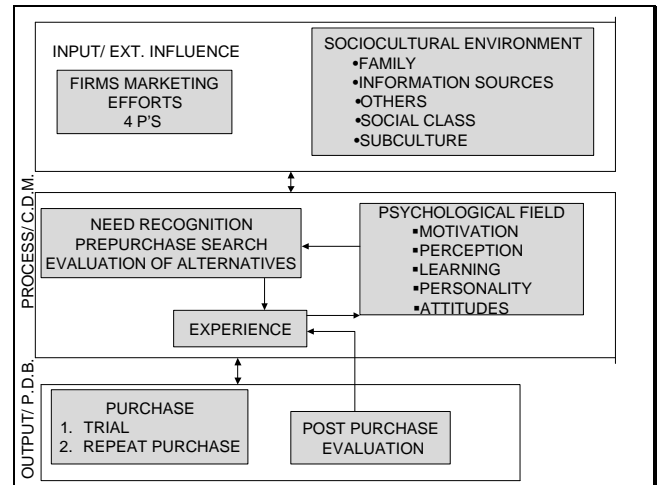 INPUT/ EXT. INFLUENCE
FIRMS MARKETING
EFFORTS
4 P'S
SOCIOCULTURAL ENVIRONMENT
•FAMILY
•INFORMATION SOURCES
•OTHERS
•SOCIAL CLASS
•SUBCULTURE
PROCESS/ C.D.M.
NEED RECOGNITION
PREPURCHASE SEARCH
EVALUATION OF ALTERNATIVES
PSYCHOLOGICAL FIELD
▪MOTIVATION
▪PERCEPTION
▪LEARNING
▪PERSONALITY
▪ATTITUDES
EXPERIENCE
OUTPUT/ P.D.B.
PURCHASE
1. TRIAL
2. REPEAT PURCHASE
POST PURCHASE
EVALUATION